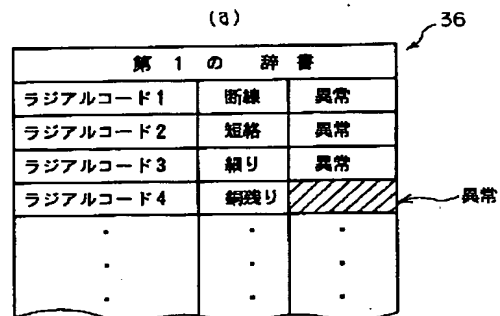 (a)
36
第1の辞書
ラジアルコード1 断線 異常
ラジアルコード2 短絡 異常
ラジアルコード3 細り 異常
ラジアルコード4 銅残り 異常